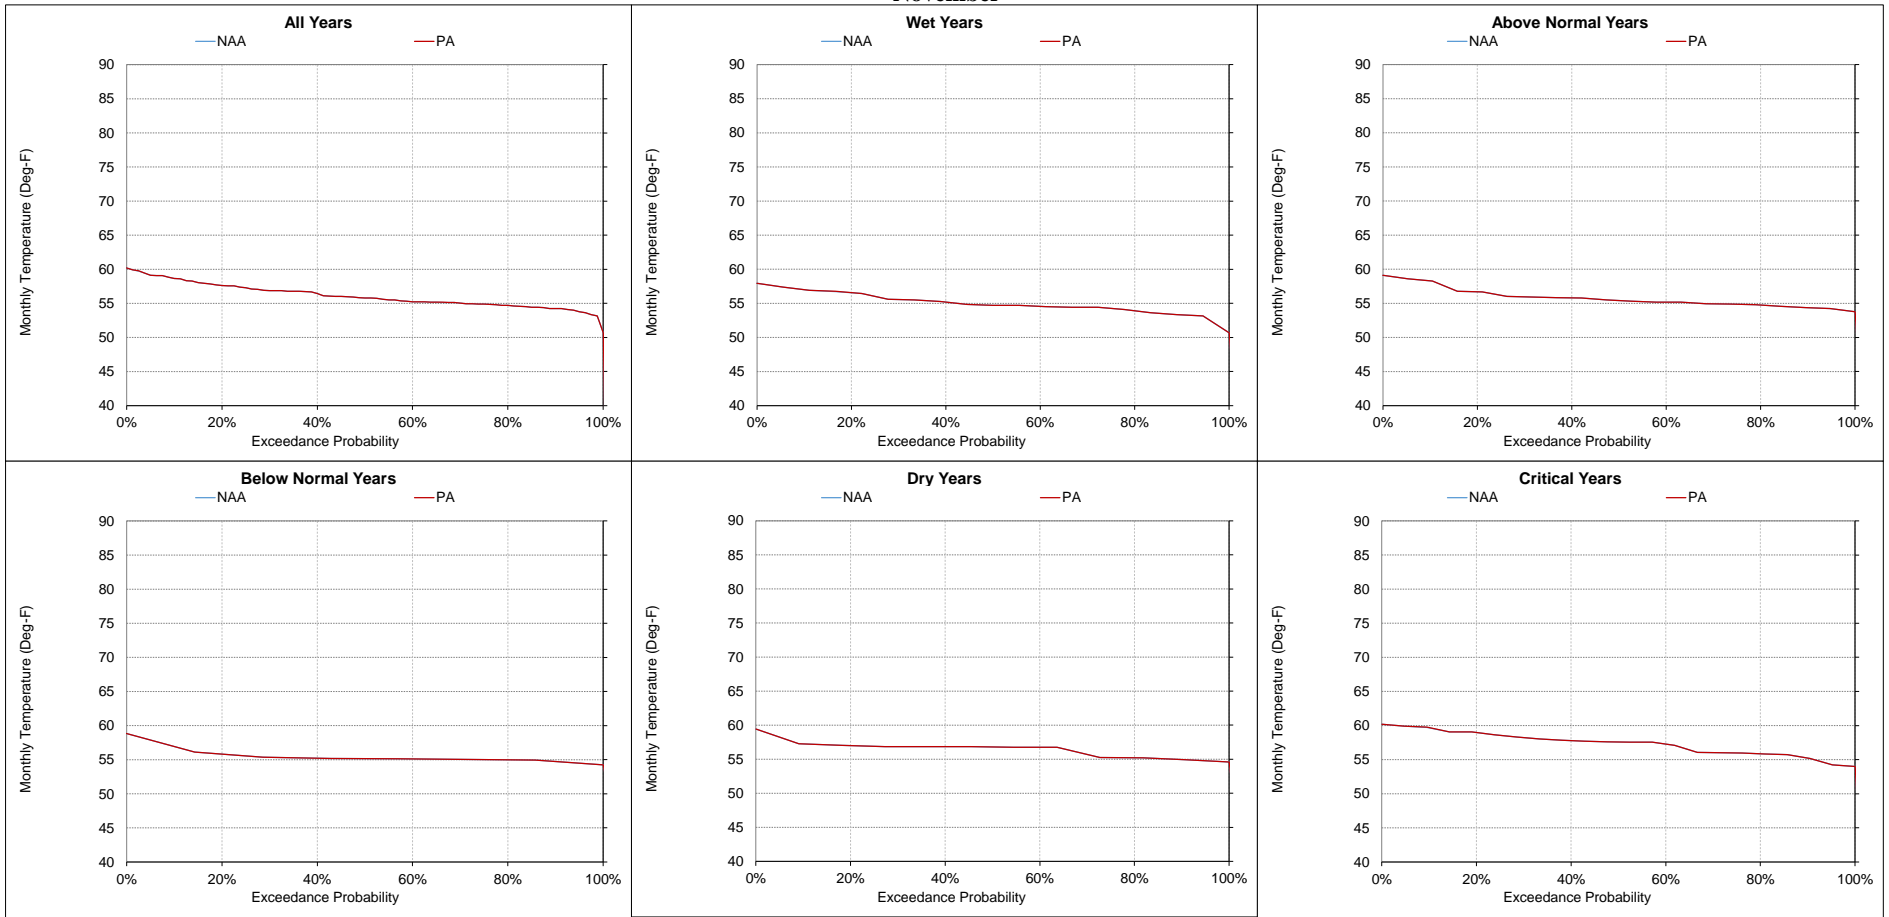 All Years
NAA PA
90
85
80
75
70
65
60
55
50
45
40
Monthly Temperature (Deg-F)
0% 20% 40% 60% 80% 100%
Exceedance Probability
Wet Years
NAA PA
90
85
80
75
70
65
60
55
50
45
40
Monthly Temperature (Deg-F)
0% 20% 40% 60% 80% 100%
Exceedance Probability
Above Normal Years
NAA PA
90
85
80
75
70
65
60
55
50
45
40
Monthly Temperature (Deg-F)
0% 20% 40% 60% 80% 100%
Exceedance Probability
Below Normal Years
NAA PA
90
85
80
75
70
65
60
55
50
45
40
Monthly Temperature (Deg-F)
0% 20% 40% 60% 80% 100%
Exceedance Probability
Dry Years
NAA PA
90
85
80
75
70
65
60
55
50
45
40
Monthly Temperature (Deg-F)
0% 20% 40% 60% 80% 100%
Exceedance Probability
Critical Years
NAA PA
90
85
80
75
70
65
60
55
50
45
40
Monthly Temperature (Deg-F)
0% 20% 40% 60% 80% 100%
Exceedance Probability